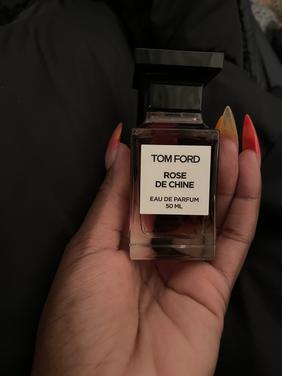 TOM FORD
ROSE
DE CHINE
EAU DE PARFUM
50 ML